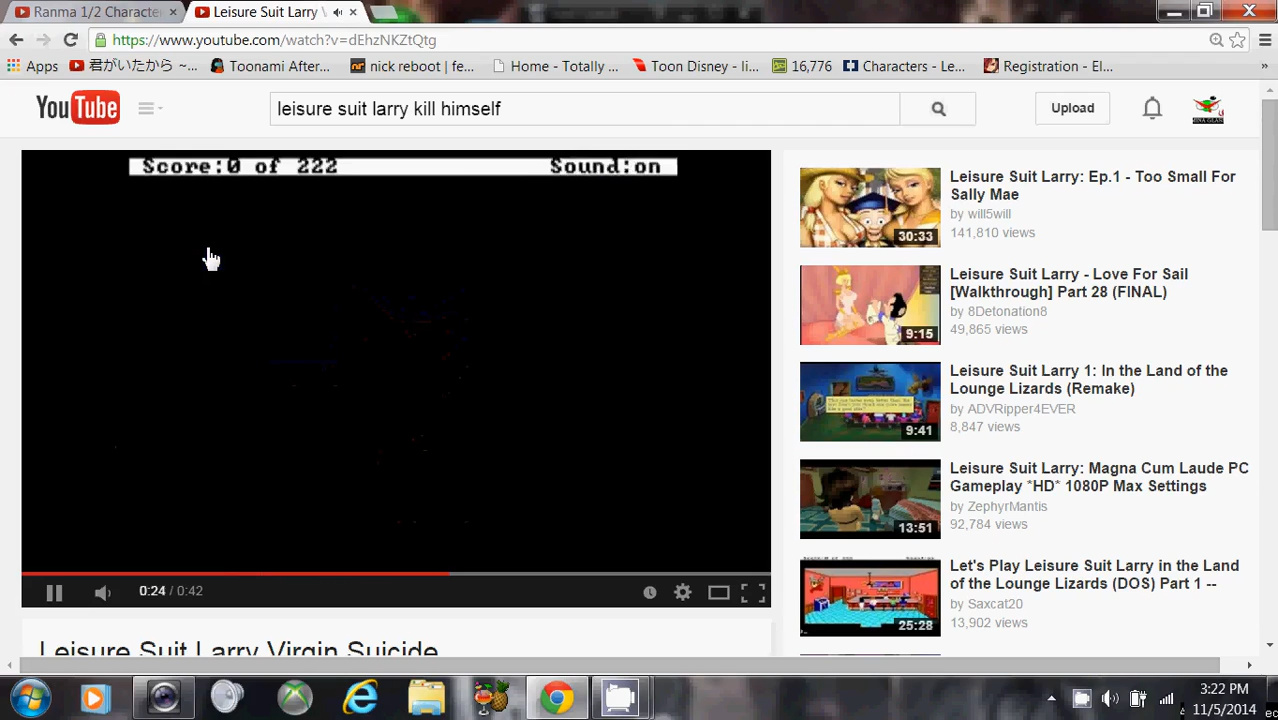 Ranma 1/2 Characte
Leisure Suit Larry V
https://www.youtube.com/watch?v=dEhzNKZtQtg
Apps
君がいたから ~...
Toonami After...
nick reboot | fe...
Home - Totally ...
Toon Disney - li...
16,776
Characters - Le...
Registration - El...
»
YouTube
leisure suit larry kill himself
Upload
Score:0 of 222
Sound:on
0:24 / 0:42
Leisure Suit Larry Virgin Suicide
30:33
Leisure Suit Larry: Ep.1 - Too Small For
Sally Mae
by will5will
141,810 views
9:15
Leisure Suit Larry - Love For Sail
[Walkthrough] Part 28 (FINAL)
by 8Detonation8
49,865 views
9:41
Leisure Suit Larry 1: In the Land of the
Lounge Lizards (Remake)
by ADVRipper4EVER
8,847 views
13:51
Leisure Suit Larry: Magna Cum Laude PC
Gameplay *HD* 1080P Max Settings
by ZephyrMantis
92,784 views
25:28
Let's Play Leisure Suit Larry in the Land
of the Lounge Lizards (DOS) Part 1 --
by Saxcat20
13,902 views
3:22 PM
11/5/2014